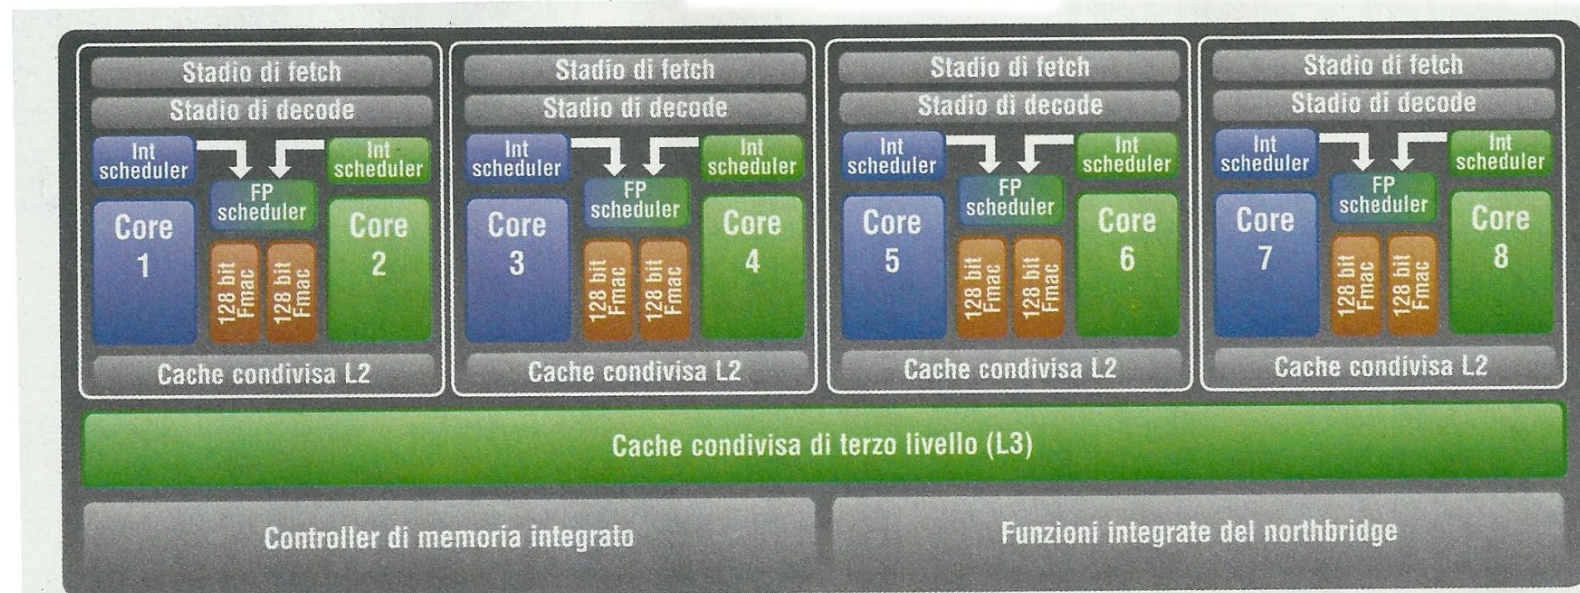 Stadio di fetch
Stadio di decode
Int
scheduler
Int
scheduler
FP
scheduler
Core
1
128 bit
Fmac
128 bit
Fmac
Core
2
Cache condivisa L2
Stadio di fetch
Stadio di decode
Int
scheduler
Int
scheduler
FP
scheduler
Core
3
128 bit
Fmac
128 bit
Fmac
Core
4
Cache condivisa L2
Stadio di fetch
Stadio di decode
Int
scheduler
Int
scheduler
FP
scheduler
Core
5
128 bit
Fmac
128 bit
Fmac
Core
6
Cache condivisa L2
Stadio di fetch
Stadio di decode
Int
scheduler
Int
scheduler
FP
scheduler
Core
7
128 bit
Fmac
128 bit
Fmac
Core
8
Cache condivisa L2
Cache condivisa di terzo livello (L3)
Controller di memoria integrato
Funzioni integrate del northbridge